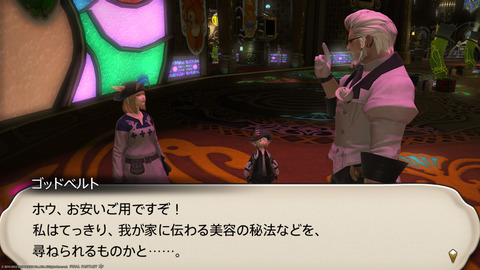 ゴッドベルト
ホウ、お安いご用ですぞ!
私はてっきり、我が家に伝わる美容の秘法などを、
尋ねられるものかと……。